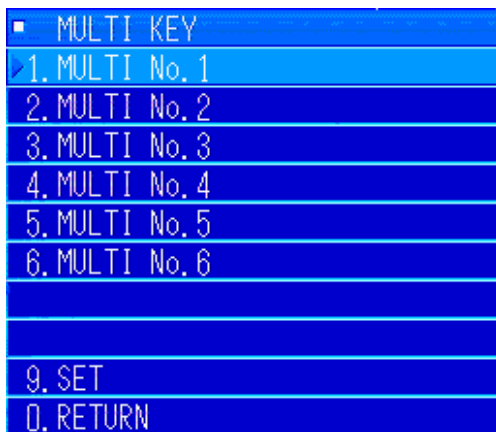 MULTI KEY
1.MULTI No.1
2.MULTI No.2
3.MULTI No.3
4.MULTI No.4
5.MULTI No.5
6.MULTI No.6
9.SET
0.RETURN